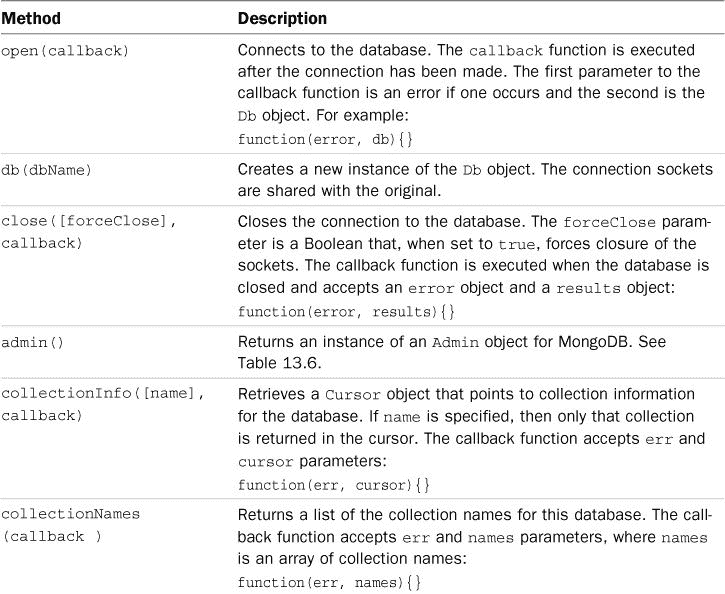 Method Description
open(callback) Connects to the database. The callback function is executed
after the connection has been made. The first parameter to the
callback function is an error if one occurs and the second is the
Db object. For example:
function(error, db){}
db(dbName) Creates a new instance of the Db object. The connection sockets
are shared with the original.
close([forceClose], Closes the connection to the database. The forceClose param-
callback) eter is a Boolean that, when set to true, forces closure of the
sockets. The callback function is executed when the database is
closed and accepts an error object and a results object:
function(error, results){}
admin() Returns an instance of an Admin object for MongoDB. See
Table 13.6.
collectionInfo([name], Retrieves a Cursor object that points to collection information
callback) for the database. If name is specified, then only that collection
is returned in the cursor. The callback function accepts err and
cursor parameters:
function(err, cursor){}
collectionNames Returns a list of the collection names for this database. The call-
(callback ) back function accepts err and names parameters, where names
is an array of collection names:
function(err, names){}